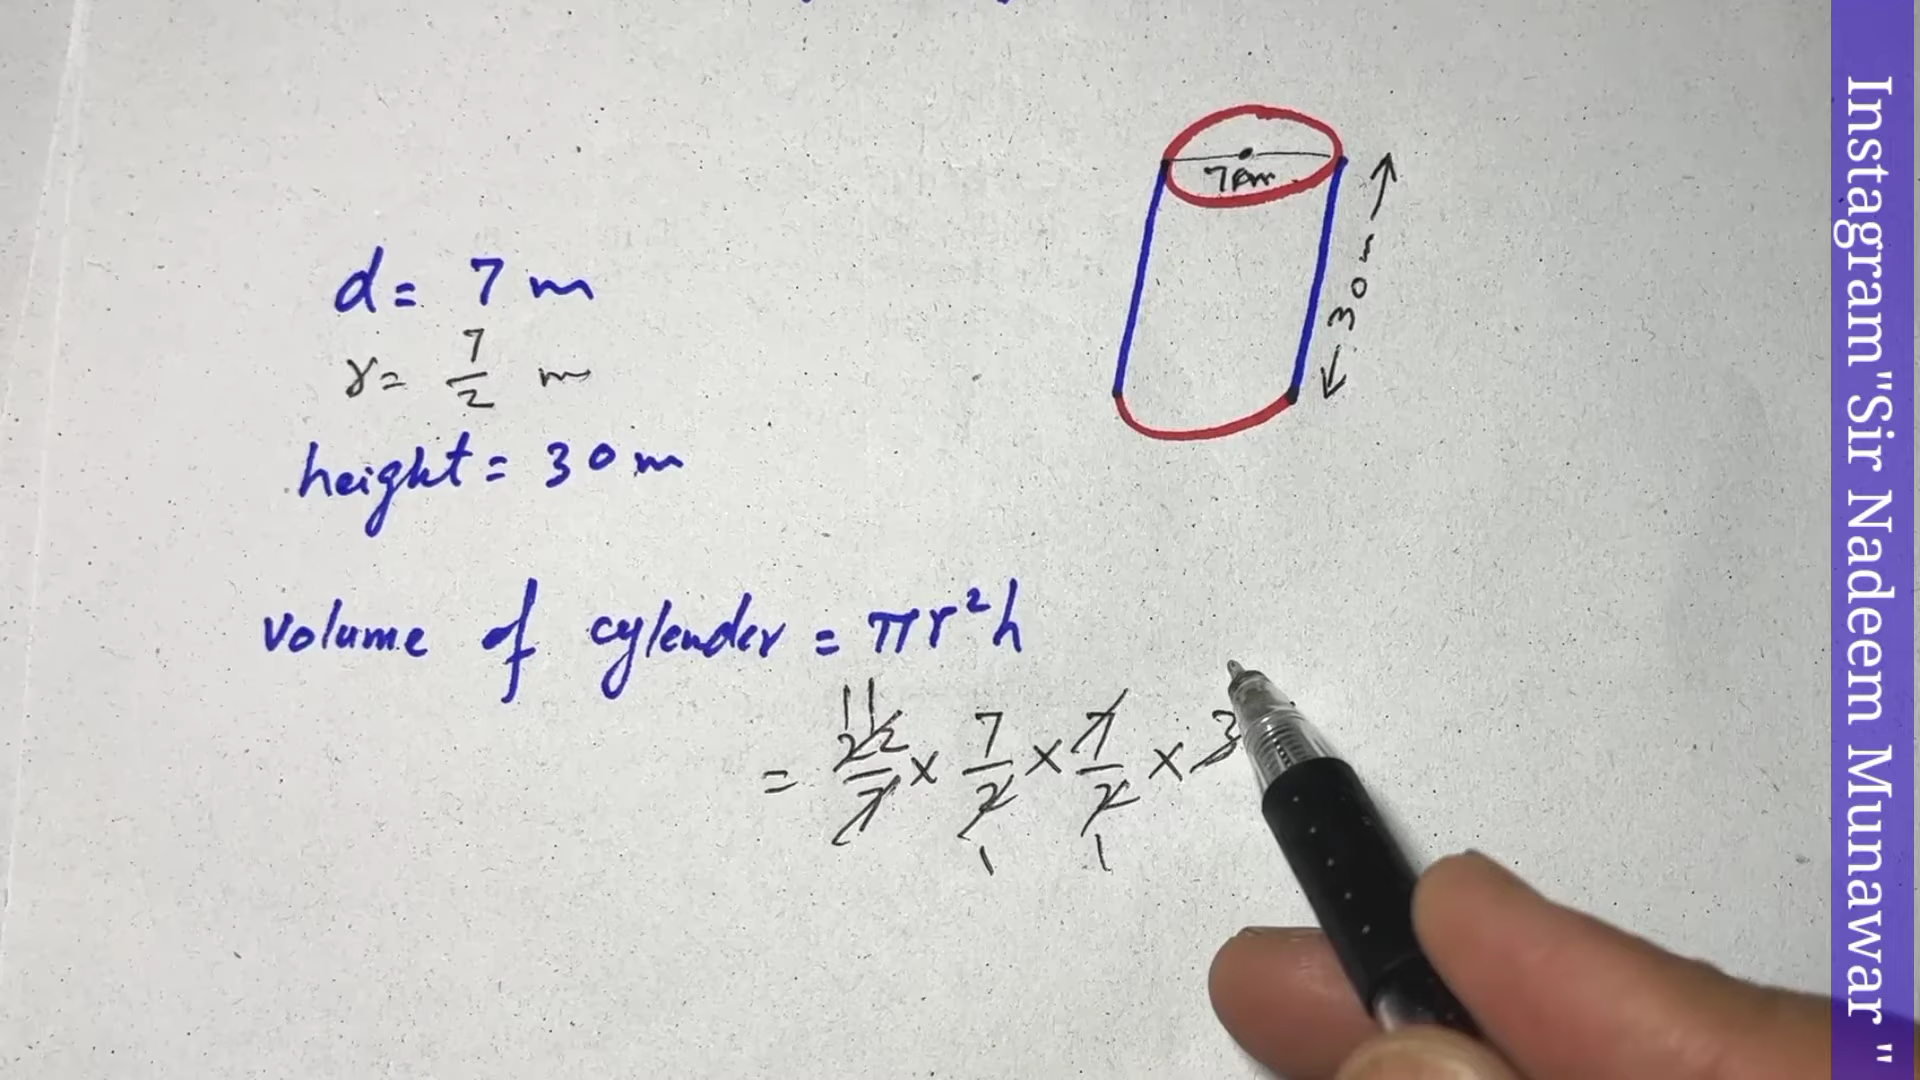 7m
30m
d = 7 m
r = 7/2 m
height = 30 m
volume of cylender = πr²h
11
= 22/7 × 7/2 × 7/2 × 3
1 1
Instagram"Sir Nadeem Munawar "